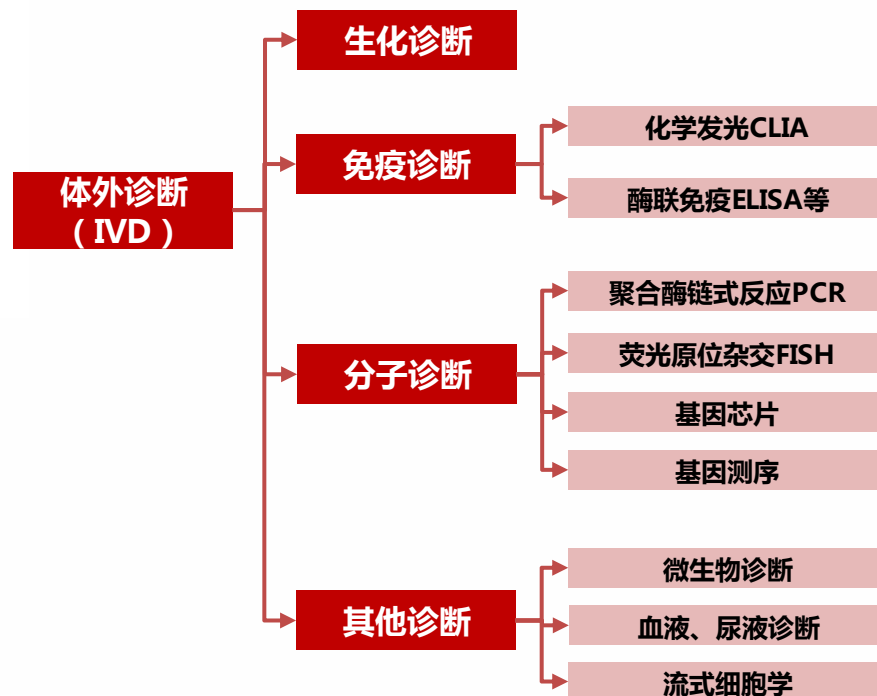 体外诊断
（IVD）
生化诊断
免疫诊断
化学发光CLIA
酶联免疫ELISA等
分子诊断
聚合酶链式反应PCR
荧光原位杂交FISH
基因芯片
基因测序
其他诊断
微生物诊断
血液、尿液诊断
流式细胞学